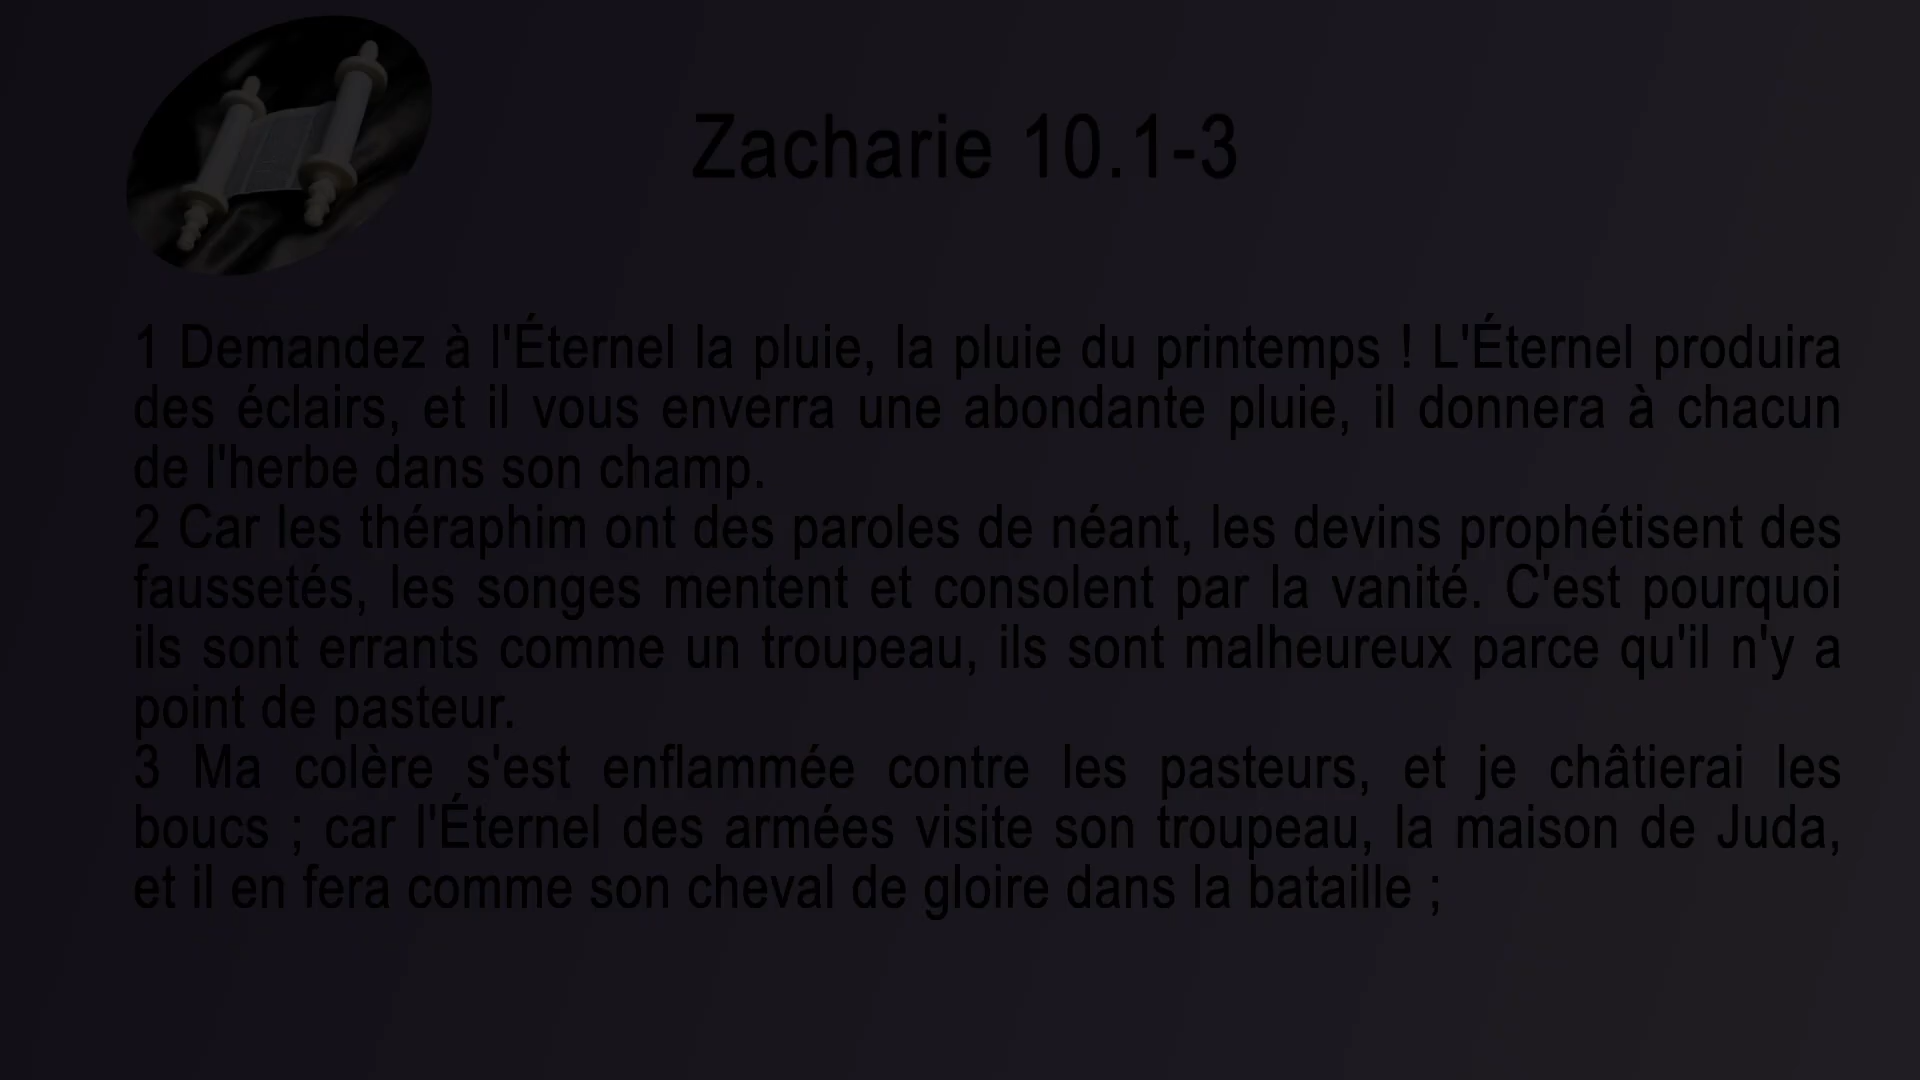 Zacharie 10.1-3
1 Demandez à l'Éternel la pluie, la pluie du printemps ! L'Éternel produira
des éclairs, et il vous enverra une abondante pluie, il donnera à chacun
de l'herbe dans son champ.
2 Car les théraphim ont des paroles de néant, les devins prophétisent des
faussetés, les songes mentent et consolent par la vanité. C'est pourquoi
ils sont errants comme un troupeau, ils sont malheureux parce qu'il n'y a
point de pasteur.
3 Ma colère s'est enflammée contre les pasteurs, et je châtierai les
boucs ; car l'Éternel des armées visite son troupeau, la maison de Juda,
et il en fera comme son cheval de gloire dans la bataille ;